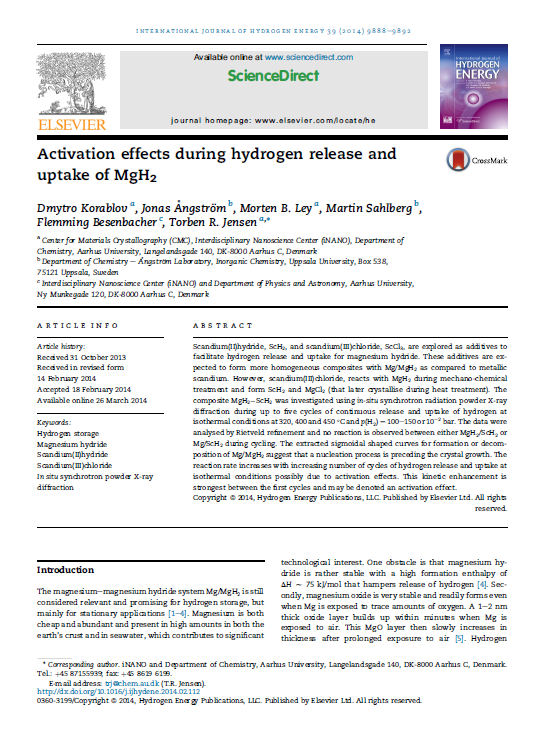 INTERNATIONAL JOURNAL OF HYDROGEN ENERGY 39 (2014) 9888–9892
Available online at www.sciencedirect.com
ScienceDirect
journal homepage: www.elsevier.com/locate/he
ELSEVIER
International Journal of
HYDROGEN
ENERGY
Activation effects during hydrogen release and
uptake of MgH2
CrossMark
Dmytro Korablov a, Jonas Ångström b, Morten B. Ley a, Martin Sahlberg b,
Flemming Besenbacher c, Torben R. Jensen a,*
a Center for Materials Crystallography (CMC), Interdisciplinary Nanoscience Center (iNANO), Department of
Chemistry, Aarhus University, Langelandsgade 140, DK-8000 Aarhus C, Denmark
b Department of Chemistry – Ångström Laboratory, Inorganic Chemistry, Uppsala University, Box 538,
75121 Uppsala, Sweden
c Interdisciplinary Nanoscience Center (iNANO) and Department of Physics and Astronomy, Aarhus University,
Ny Munkegade 120, DK-8000 Aarhus C, Denmark
ARTICLE INFO
Article history:
Received 31 October 2013
Received in revised form
14 February 2014
Accepted 18 February 2014
Available online 26 March 2014
Keywords:
Hydrogen storage
Magnesium hydride
Scandium(II)hydride
Scandium(III)chloride
In situ synchrotron powder X-ray
diffraction
ABSTRACT
Scandium(II)hydride, ScH2, and scandium(III)chloride, ScCl3, are explored as additives to
facilitate hydrogen release and uptake for magnesium hydride. These additives are ex-
pected to form more homogeneous composites with Mg/MgH2 as compared to metallic
scandium. However, scandium(III)chloride, reacts with MgH2 during mechano-chemical
treatment and form ScH2 and MgCl2 (that later crystallise during heat treatment). The
composite MgH2–ScH2 was investigated using in-situ synchrotron radiation powder X-ray
diffraction during up to five cycles of continuous release and uptake of hydrogen at
isothermal conditions at 320, 400 and 450 °C and p(H2) = 100–150 or 10−2 bar. The data were
analysed by Rietveld refinement and no reaction is observed between either MgH2/ScH2 or
Mg/ScH2 during cycling. The extracted sigmoidal shaped curves for formation or decom-
position of Mg/MgH2 suggest that a nucleation process is preceding the crystal growth. The
reaction rate increases with increasing number of cycles of hydrogen release and uptake at
isothermal conditions possibly due to activation effects. This kinetic enhancement is
strongest between the first cycles and may be denoted an activation effect.
Copyright © 2014, Hydrogen Energy Publications, LLC. Published by Elsevier Ltd. All rights
reserved.
Introduction
The magnesium–magnesium hydride system Mg/MgH2 is still
considered relevant and promising for hydrogen storage, but
mainly for stationary applications [1–4]. Magnesium is both
cheap and abundant and present in high amounts in both the
earth's crust and in seawater, which contributes to significant
technological interest. One obstacle is that magnesium hy-
dride is rather stable with a high formation enthalpy of
ΔH ~ 75 kJ/mol that hampers release of hydrogen [4]. Sec-
ondly, magnesium oxide is very stable and readily forms even
when Mg is exposed to trace amounts of oxygen. A 1–2 nm
thick oxide layer builds up within minutes when Mg is
exposed to air. This MgO layer then slowly increases in
thickness after prolonged exposure to air [5]. Hydrogen
* Corresponding author. iNANO and Department of Chemistry, Aarhus University, Langelandsgade 140, DK-8000 Aarhus C, Denmark.
Tel.: +45 87155939; fax: +45 8619 6199.
E-mail address: trj@chem.au.dk (T.R. Jensen).
http://dx.doi.org/10.1016/j.ijhydene.2014.02.112
0360-3199/Copyright © 2014, Hydrogen Energy Publications, LLC. Published by Elsevier Ltd. All rights reserved.